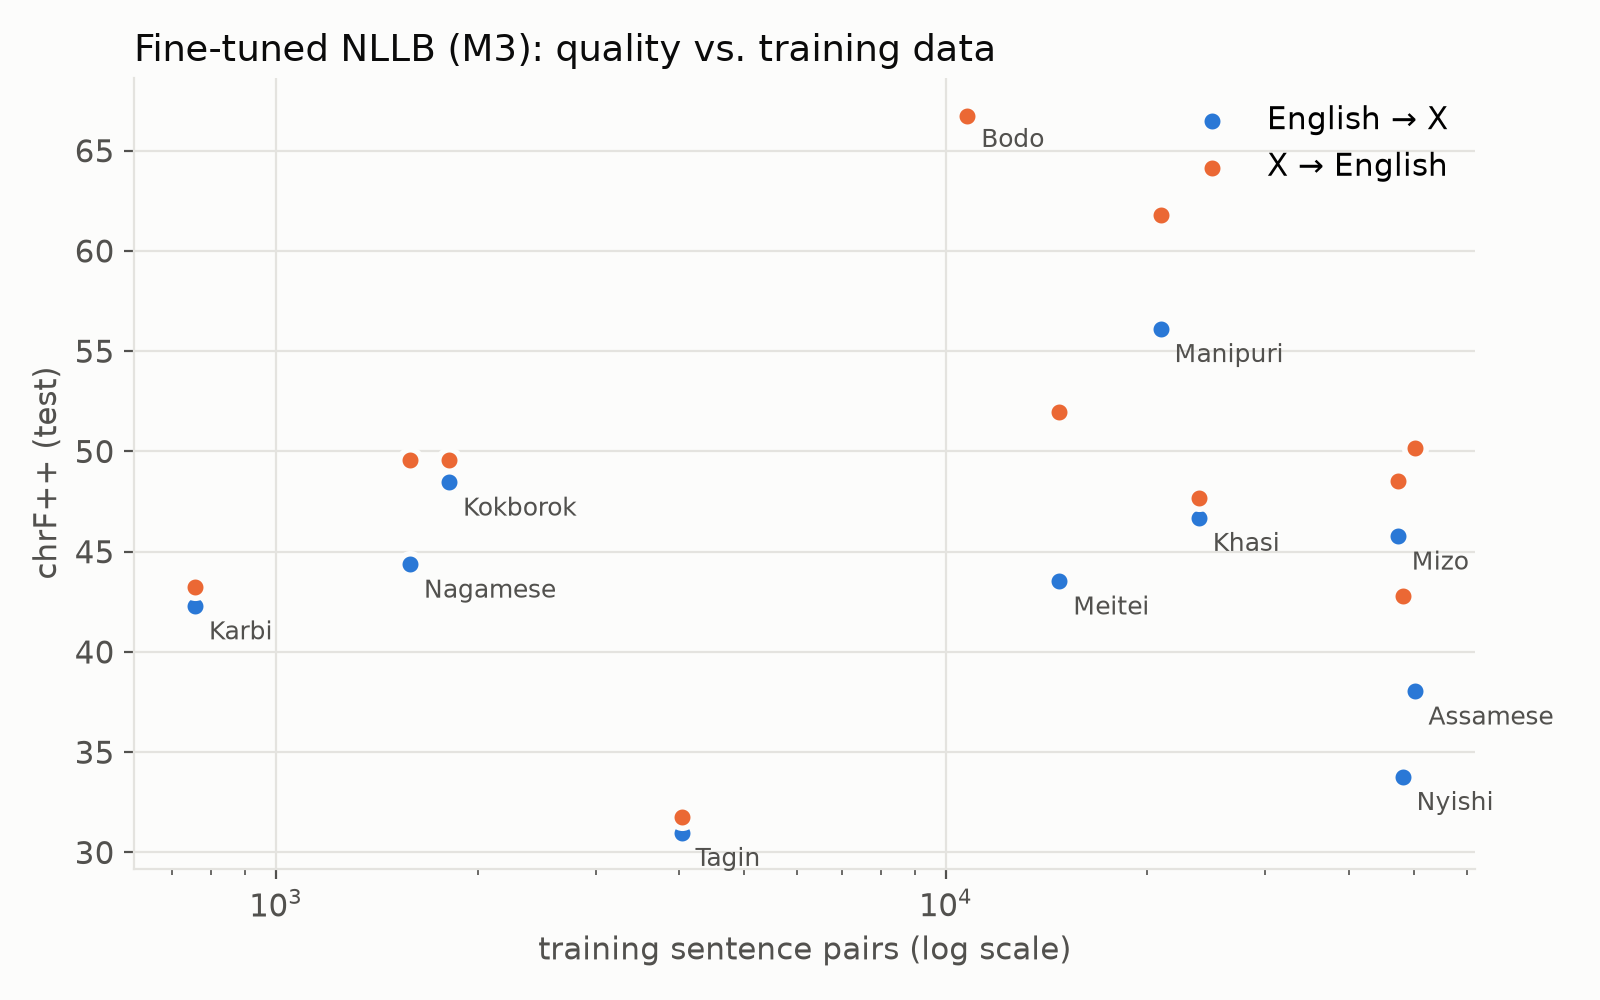 Fine-tuned NLLB (M3): quality vs. training data
English → X
X → English
Bodo
Manipuri
Kokborok
Khasi
Mizo
Nagamese
Meitei
Karbi
Assamese
Nyishi
Tagin
65
60
55
50
45
40
35
30
chrF++ (test)
10³
10⁴
training sentence pairs (log scale)